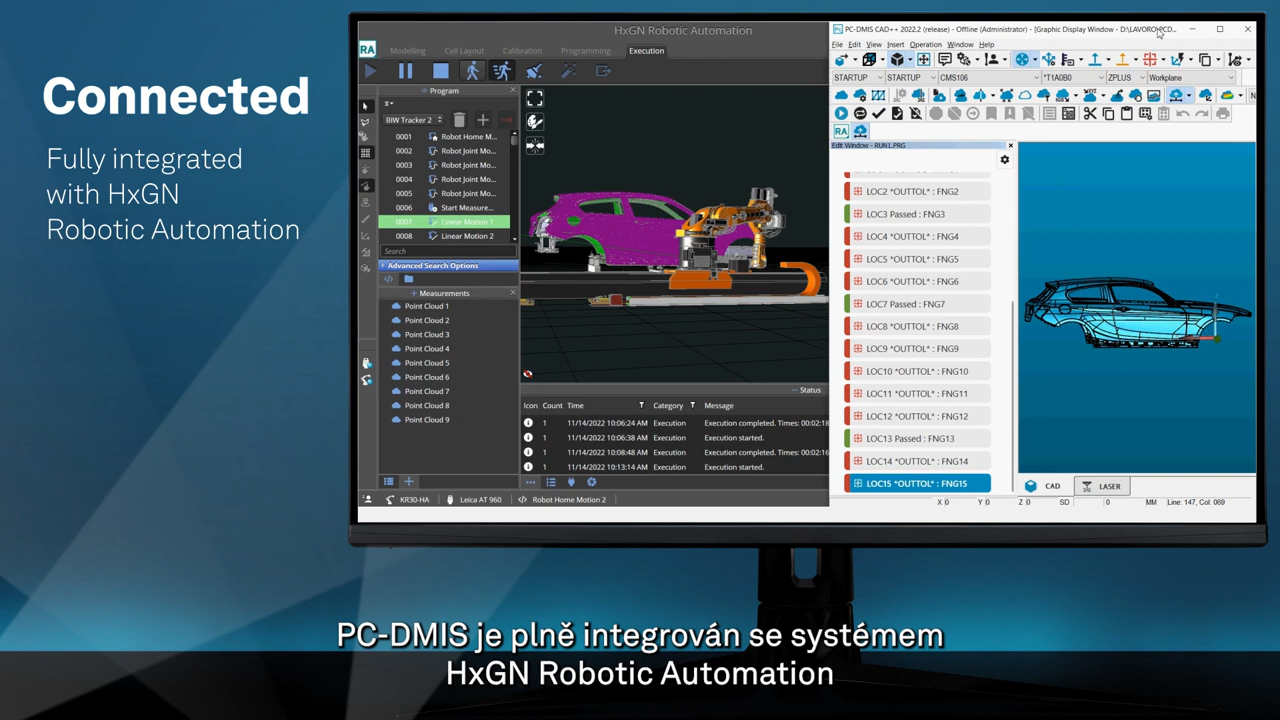 Connected
Fully integrated
with HxGN
Robotic Automation
HxGN Robotic Automation
RA
Modelling
Cell Layout
Calibration
Programming
Execution
Program
BIW Tracker 2
0001 Robot Home M...
0002 Robot Joint Mo...
0003 Robot Joint Mo...
0004 Robot Joint Mo...
0005 Robot Joint Mo...
0006 Start Measure...
0007 Linear Motion 1
0008 Linear Motion 2
Search
Advanced Search Options
Measurements
Point Cloud 1
Point Cloud 2
Point Cloud 3
Point Cloud 4
Point Cloud 5
Point Cloud 6
Point Cloud 7
Point Cloud 8
Point Cloud 9
Status
Icon Count Time Category Message
1 11/14/2022 10:06:24 AM Execution Execution completed. Times: 00:02:18
1 11/14/2022 10:06:38 AM Execution Execution started.
1 11/14/2022 10:08:48 AM Execution Execution completed. Times: 00:02:16
1 11/14/2022 10:13:14 AM Execution Execution started.
KR30-HA
Leica AT 960
Robot Home Motion 2
PC-DMIS CAD++ 2022.2 (release) - Offline (Administrator) - [Graphic Display Window - D:\LAVORO\PCD...
File Edit View Insert Operation Window Help
STARTUP STARTUP CMS106 *T1A0B0 ZPLUS Workplane
RA
Edit Window - RUN1.PRG
LOC2 *OUTTOL* : FNG2
LOC3 Passed : FNG3
LOC4 *OUTTOL* : FNG4
LOC5 *OUTTOL* : FNG5
LOC6 *OUTTOL* : FNG6
LOC7 Passed : FNG7
LOC8 *OUTTOL* : FNG8
LOC9 *OUTTOL* : FNG9
LOC10 *OUTTOL* : FNG10
LOC11 *OUTTOL* : FNG11
LOC12 *OUTTOL* : FNG12
LOC13 Passed : FNG13
LOC14 *OUTTOL* : FNG14
LOC15 *OUTTOL* : FNG15
CAD
LASER
X 0 Y 0 Z 0 SD 0 MM Line: 147, Col: 069
PC-DMIS je plně integrován se systémem
HxGN Robotic Automation